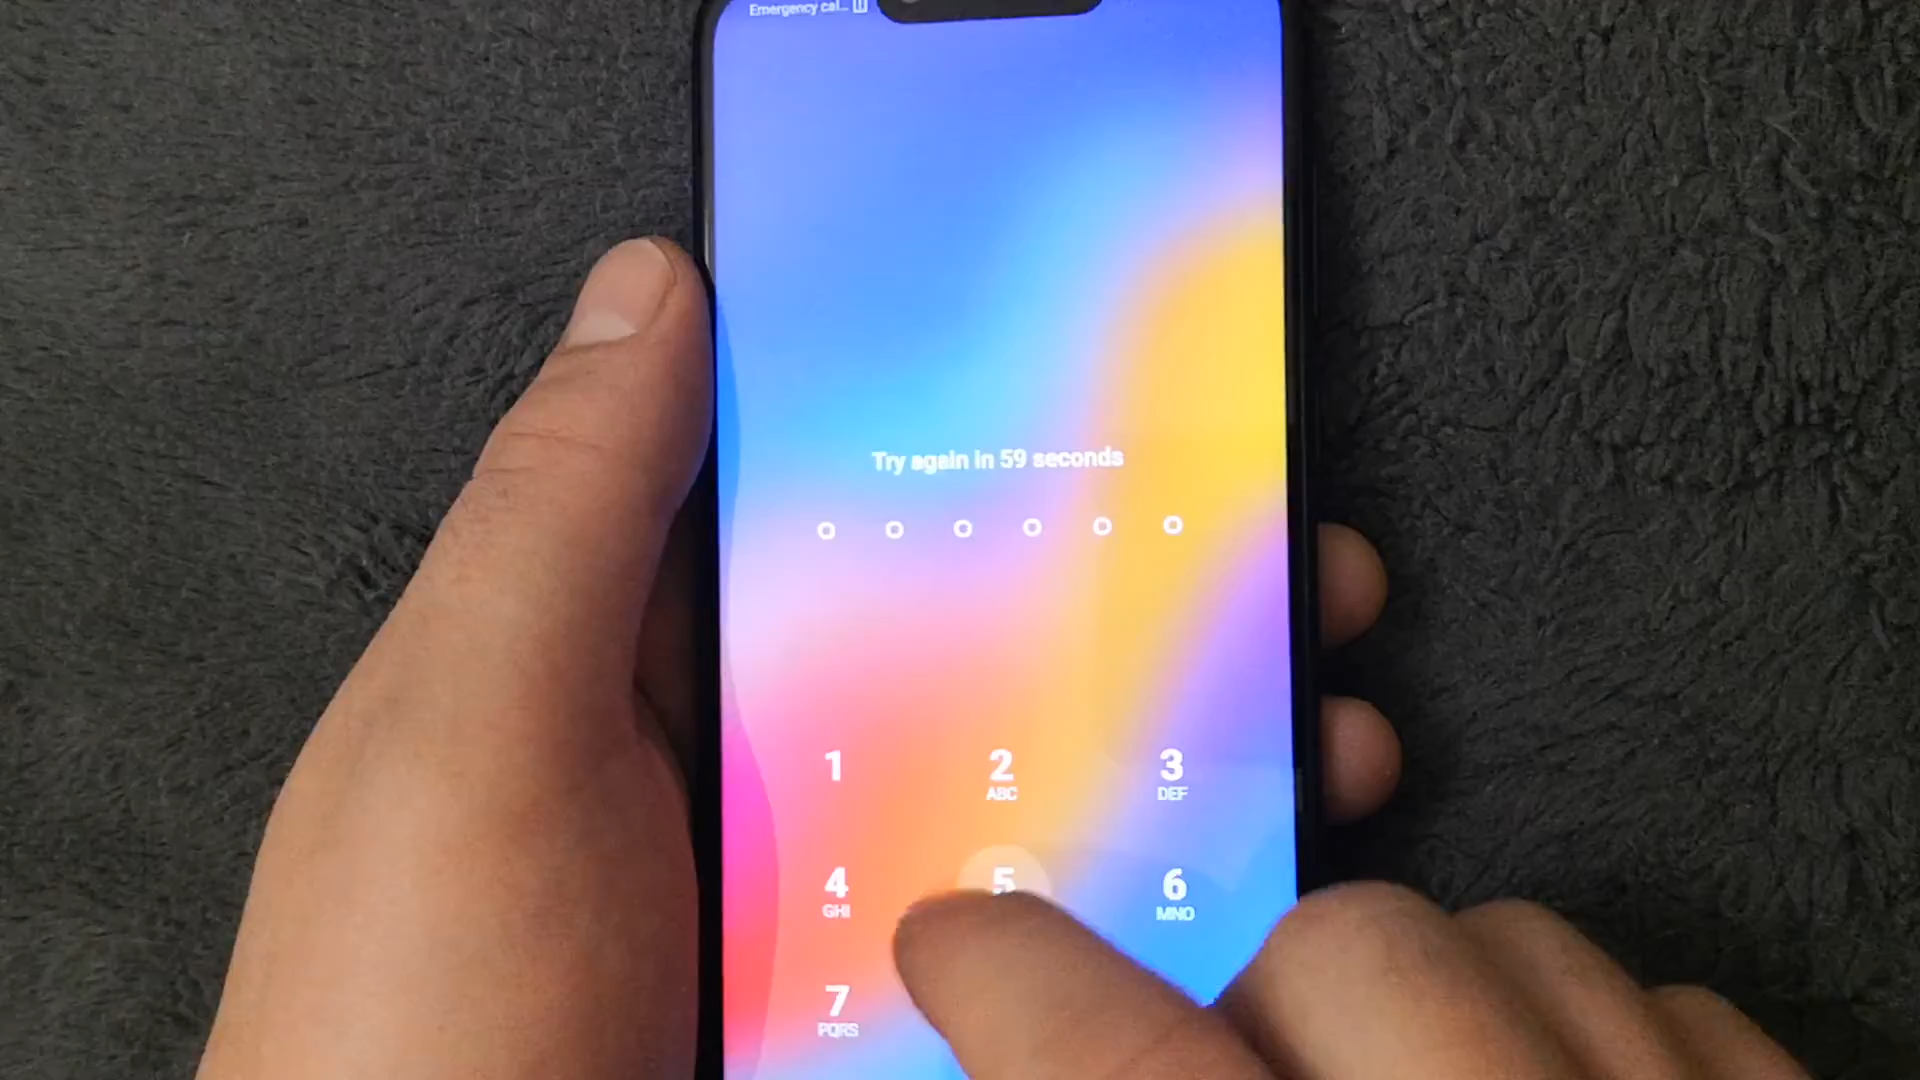 Emergency cal...
Try again in 59 seconds
1 2 3
ABC DEF
4 5 6
GHI MNO
7
PQRS